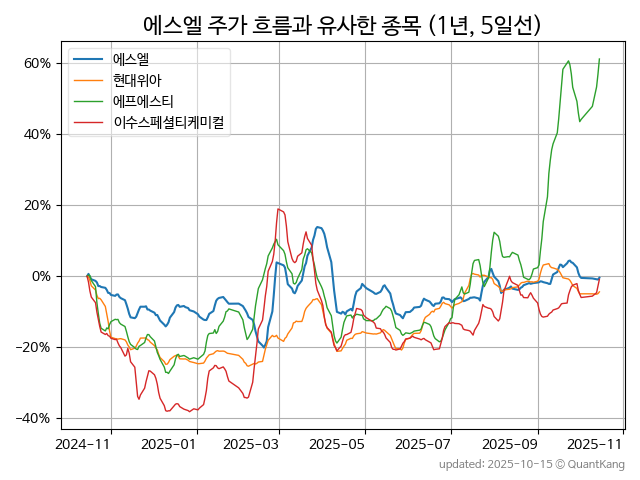 에스엘 주가 흐름과 유사한 종목 (1년, 5일선)
에스엘
현대위아
에프에스티
이수스페셜티케미컬
60%
40%
20%
0%
−20%
−40%
2024-11 2025-01 2025-03 2025-05 2025-07 2025-09 2025-11
updated: 2025-10-15 © QuantKang